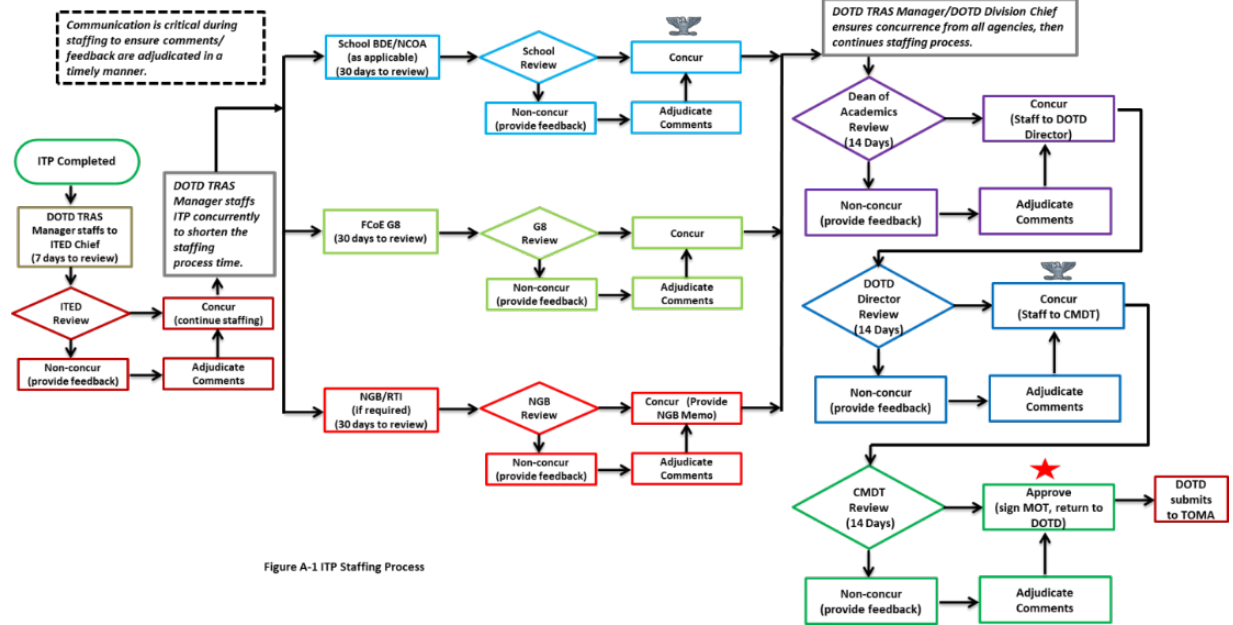 Communication is critical during
staffing to ensure comments/
feedback are adjudicated in a
timely manner.
ITP Completed
DOTD TRAS
Manager staffs to
ITED Chief
(7 days to review)
ITED
Review
Non-concur
(provide feedback)
Adjudicate
Comments
Concur
(continue staffing)
DOTD TRAS
Manager staffs
ITP concurrently
to shorten the
staffing
process time.
School BDE/NCOA
(as applicable)
(30 days to review)
School
Review
Concur
Non-concur
(provide feedback)
Adjudicate
Comments
FCoE G8
(30 days to review)
G8
Review
Concur
Non-concur
(provide feedback)
Adjudicate
Comments
NGB/RTI
(if required)
(30 days to review)
NGB
Review
Concur (Provide
NGB Memo)
Non-concur
(provide feedback)
Adjudicate
Comments
DOTD TRAS Manager/DOTD Division Chief
ensures concurrence from all agencies, then
continues staffing process.
Dean of
Academics
Review
(14 Days)
Concur
(Staff to DOTD
Director)
Non-concur
(provide feedback)
Adjudicate
Comments
DOTD
Director
Review
(14 Days)
Concur
(Staff to CMDT)
Non-concur
(provide feedback)
Adjudicate
Comments
CMDT
Review
(14 Days)
Approve
(sign MOT, return to
DOTD)
DOTD
submits
to TOMA
Non-concur
(provide feedback)
Adjudicate
Comments
Figure A-1 ITP Staffing Process